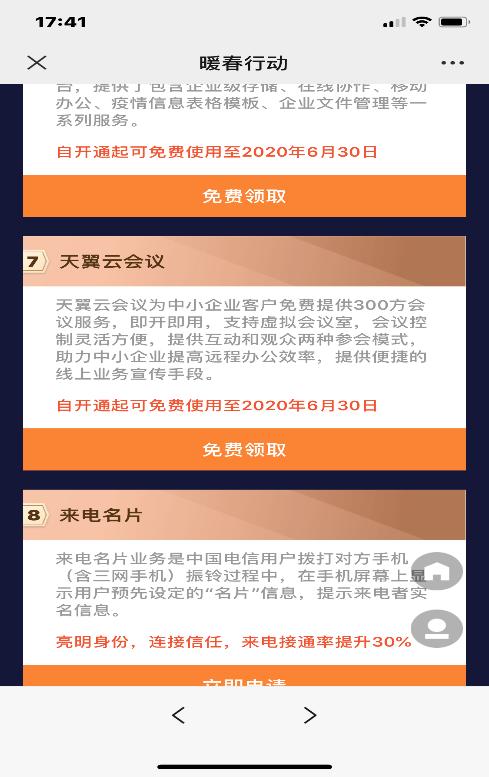 17:41
暖春行动
台，提供了包含企业级存储、在线协作、移动
办公、疫情信息表格模板、企业文件管理等一
系列服务。
自开通起可免费使用至2020年6月30日
免费领取
7 天翼云会议
天翼云会议为中小企业客户免费提供300方会
议服务，即开即用，支持虚拟会议室，会议控
制灵活方便，提供互动和观众两种参会模式，
助力中小企业提高远程办公效率，提供便捷的
线上业务宣传手段。
自开通起可免费使用至2020年6月30日
免费领取
8 来电名片
来电名片业务是中国电信用户拨打对方手机
（含三网手机）振铃过程中，在手机屏幕上显
示用户预先设定的“名片”信息，提示来电者实
名信息。
亮明身份，连接信任，来电接通率提升30%
立即申请